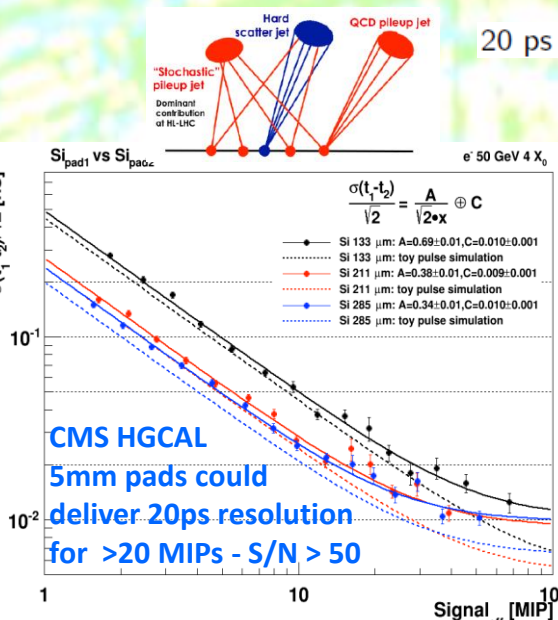 Hard
scatter jet
QCD pileup jet
20 ps
"Stochastic"
pileup jet
Dominant
contribution
at HL-LHC
Si_pad1 vs Si_pad2
e⁻ 50 GeV 4 X₀
σ(t₁-t₂)/√2 = A/√2•x ⊕ C
Si 133 μm: A=0.69±0.01,C=0.010±0.001
Si 133 μm: toy pulse simulation
Si 211 μm: A=0.38±0.01,C=0.009±0.001
Si 211 μm: toy pulse simulation
Si 285 μm: A=0.34±0.01,C=0.010±0.001
Si 285 μm: toy pulse simulation
10⁻¹
CMS HGCAL
5mm pads could
deliver 20ps resolution
for >20 MIPs - S/N > 50
10⁻²
1 10 10
Signal [MIP]